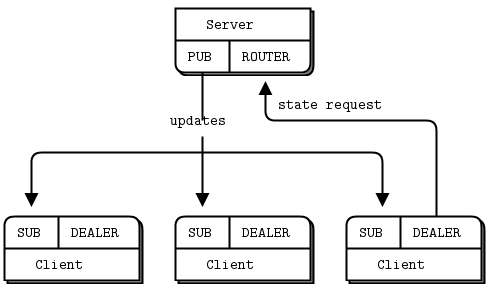 Server
PUB ROUTER
state request
updates
SUB DEALER SUB DEALER SUB DEALER
Client Client Client